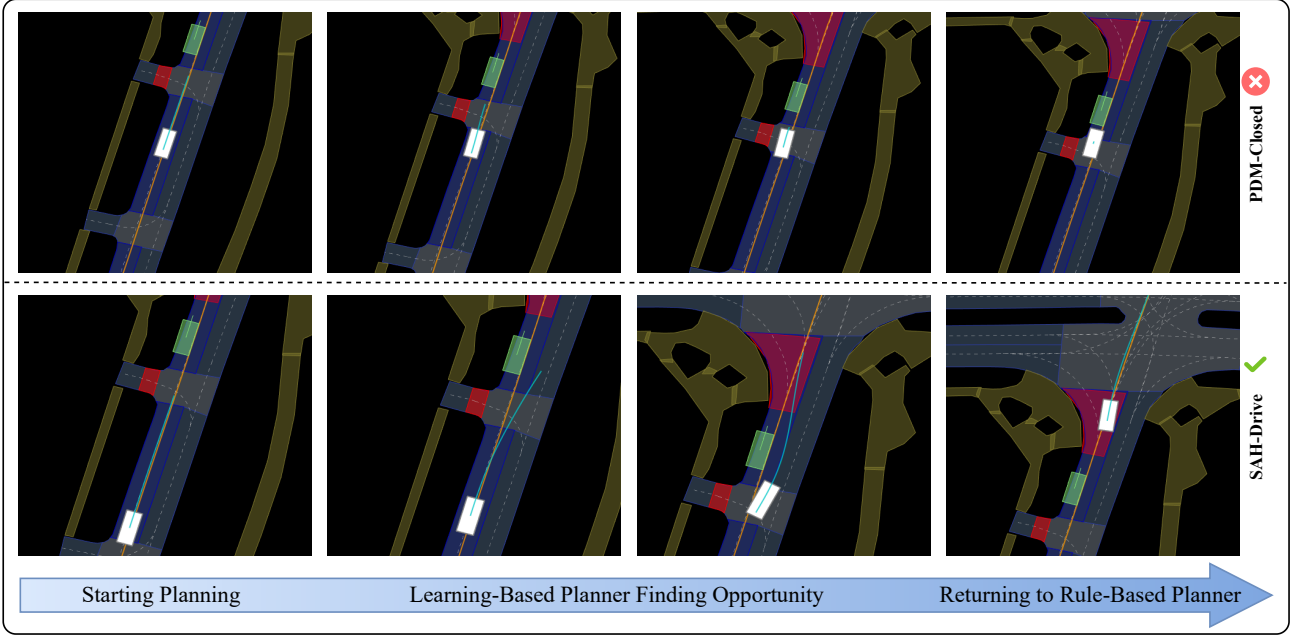 PDM-Closed
SAH-Drive
Starting Planning
Learning-Based Planner Finding Opportunity
Returning to Rule-Based Planner